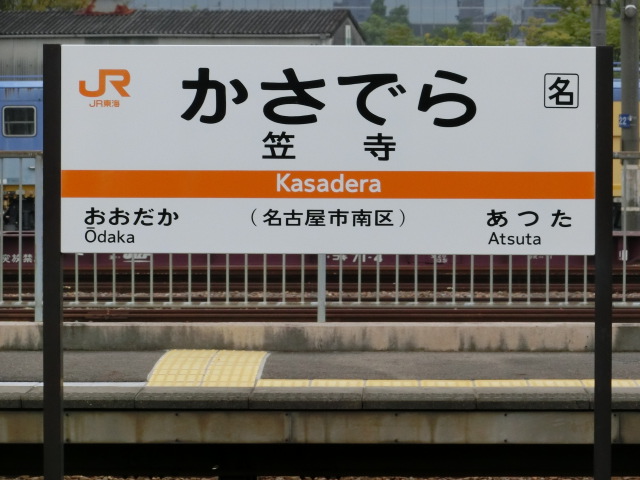 JR
JR東海
かさでら
名
笠寺
Kasadera
おおだか
Ōdaka
（名古屋市南区）
あつた
Atsuta